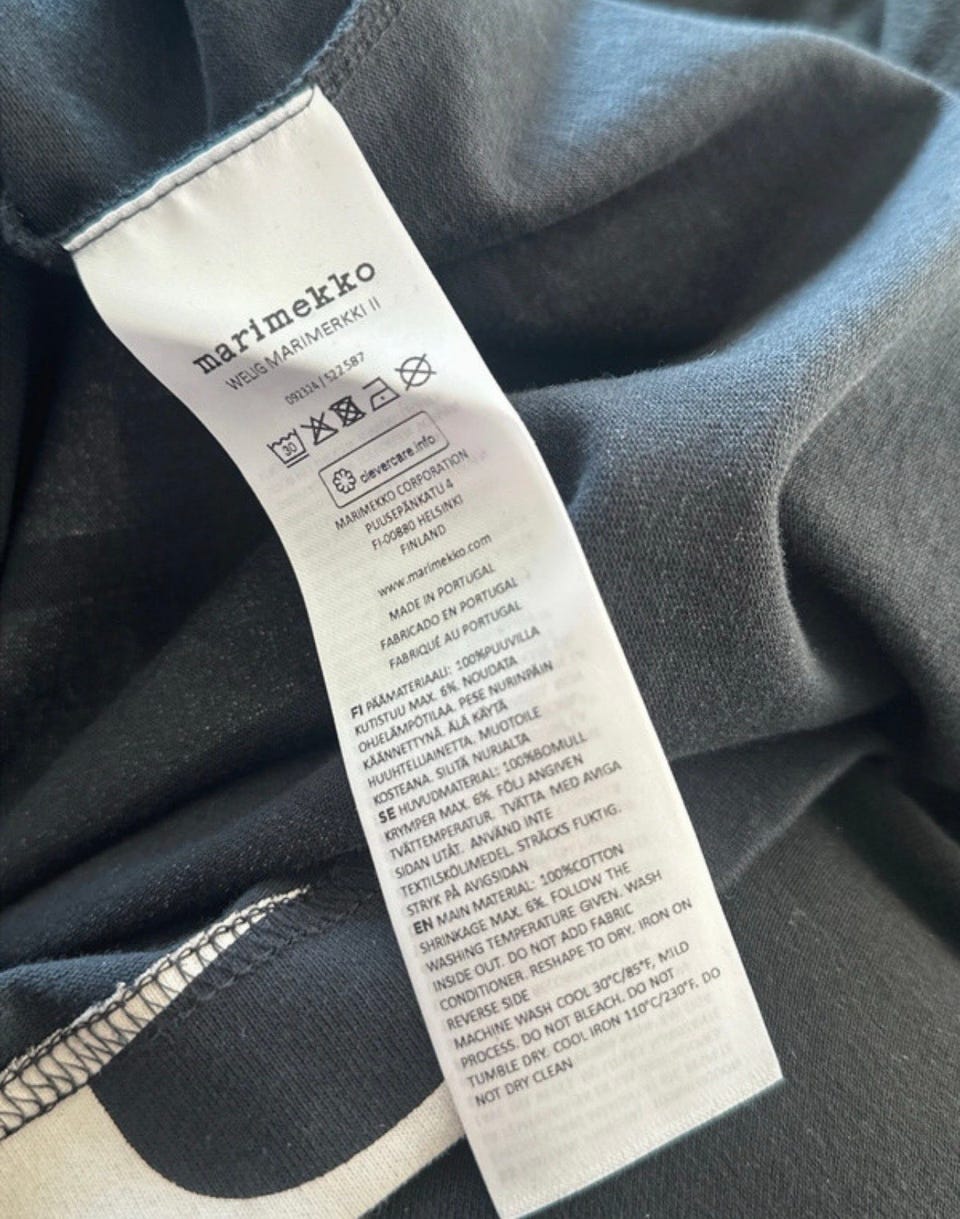 marimekko
WELIG MARIMERKKI II
092324 / 522587
30
clevercare.info
MARIMEKKO CORPORATION
PUUSEPÄNKATU 4
FI-00880 HELSINKI
FINLAND
www.marimekko.com
MADE IN PORTUGAL
FABRICADO EN PORTUGAL
FABRIQUÉ AU PORTUGAL
FI PÄÄMATERIAALI: 100%PUUVILLA
KUTISTUU MAX. 6%. NOUDATA
OHJELÄMPÖTILAA. PESE NURINPÄIN
KÄÄNNETTYNÄ. ÄLÄ KÄYTÄ
HUUHTELUAINETTA. MUOTOILE
KOSTEANA. SILITÄ NURJALTA
SE HUVUDMATERIAL: 100%BOMULL
KRYMPER MAX. 6%. FÖLJ ANGIVEN
TVÄTTEMPERATUR. TVÄTTA MED AVIGA
SIDAN UTÅT. ANVÄND INTE
TEXTILSKÖLJMEDEL. STRÄCKS FUKTIG.
STRYK PÅ AVIGSIDAN
EN MAIN MATERIAL: 100%COTTON
SHRINKAGE MAX. 6%. FOLLOW THE
WASHING TEMPERATURE GIVEN. WASH
INSIDE OUT. DO NOT ADD FABRIC
CONDITIONER. RESHAPE TO DRY. IRON ON
REVERSE SIDE
MACHINE WASH COOL 30°C/85°F, MILD
PROCESS. DO NOT BLEACH. DO NOT
TUMBLE DRY. COOL IRON 110°C/230°F. DO
NOT DRY CLEAN